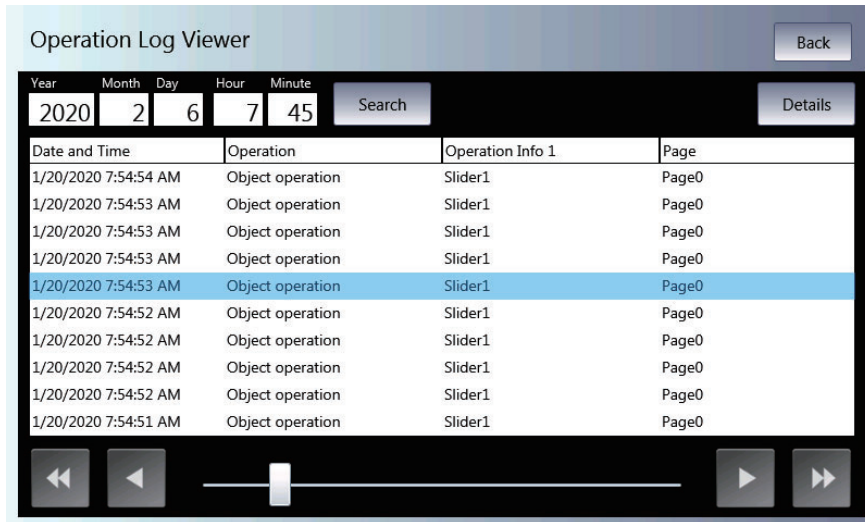 Operation Log Viewer Back
Year Month Day Hour Minute
2020 2 6 7 45 Search Details
Date and Time Operation Operation Info 1 Page
1/20/2020 7:54:54 AM Object operation Slider1 Page0
1/20/2020 7:54:53 AM Object operation Slider1 Page0
1/20/2020 7:54:53 AM Object operation Slider1 Page0
1/20/2020 7:54:53 AM Object operation Slider1 Page0
1/20/2020 7:54:53 AM Object operation Slider1 Page0
1/20/2020 7:54:52 AM Object operation Slider1 Page0
1/20/2020 7:54:52 AM Object operation Slider1 Page0
1/20/2020 7:54:52 AM Object operation Slider1 Page0
1/20/2020 7:54:52 AM Object operation Slider1 Page0
1/20/2020 7:54:51 AM Object operation Slider1 Page0